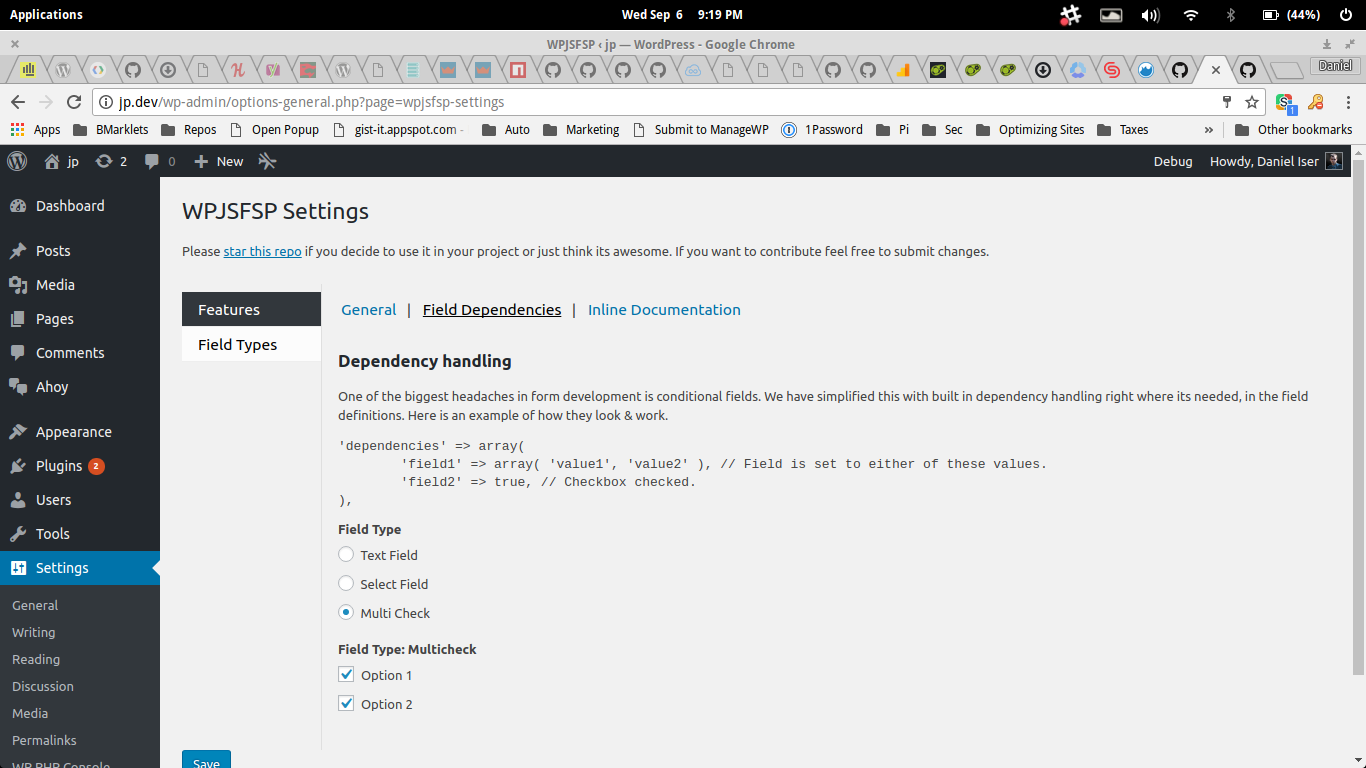 Applications
Wed Sep 6 9:19 PM
(44%)
WPJSFSP ‹ jp — WordPress - Google Chrome
Daniel
jp.dev/wp-admin/options-general.php?page=wpjsfsp-settings
1
Apps
BMarklets
Repos
Open Popup
gist-it.appspot.com -
Auto
Marketing
Submit to ManageWP
1Password
Pi
Sec
Optimizing Sites
Taxes
»
Other bookmarks
jp
2
0
New
Debug
Howdy, Daniel Iser
Dashboard
Posts
Media
Pages
Comments
Ahoy
Appearance
Plugins 2
Users
Tools
Settings
General
Writing
Reading
Discussion
Media
Permalinks
WP PHP Console
WPJSFSP Settings
Please star this repo if you decide to use it in your project or just think its awesome. If you want to contribute feel free to submit changes.
Features
Field Types
General | Field Dependencies | Inline Documentation
Dependency handling
One of the biggest headaches in form development is conditional fields. We have simplified this with built in dependency handling right where its needed, in the field
definitions. Here is an example of how they look & work.
'dependencies' => array(
'field1' => array( 'value1', 'value2' ), // Field is set to either of these values.
'field2' => true, // Checkbox checked.
),
Field Type
Text Field
Select Field
Multi Check
Field Type: Multicheck
Option 1
Option 2
Save